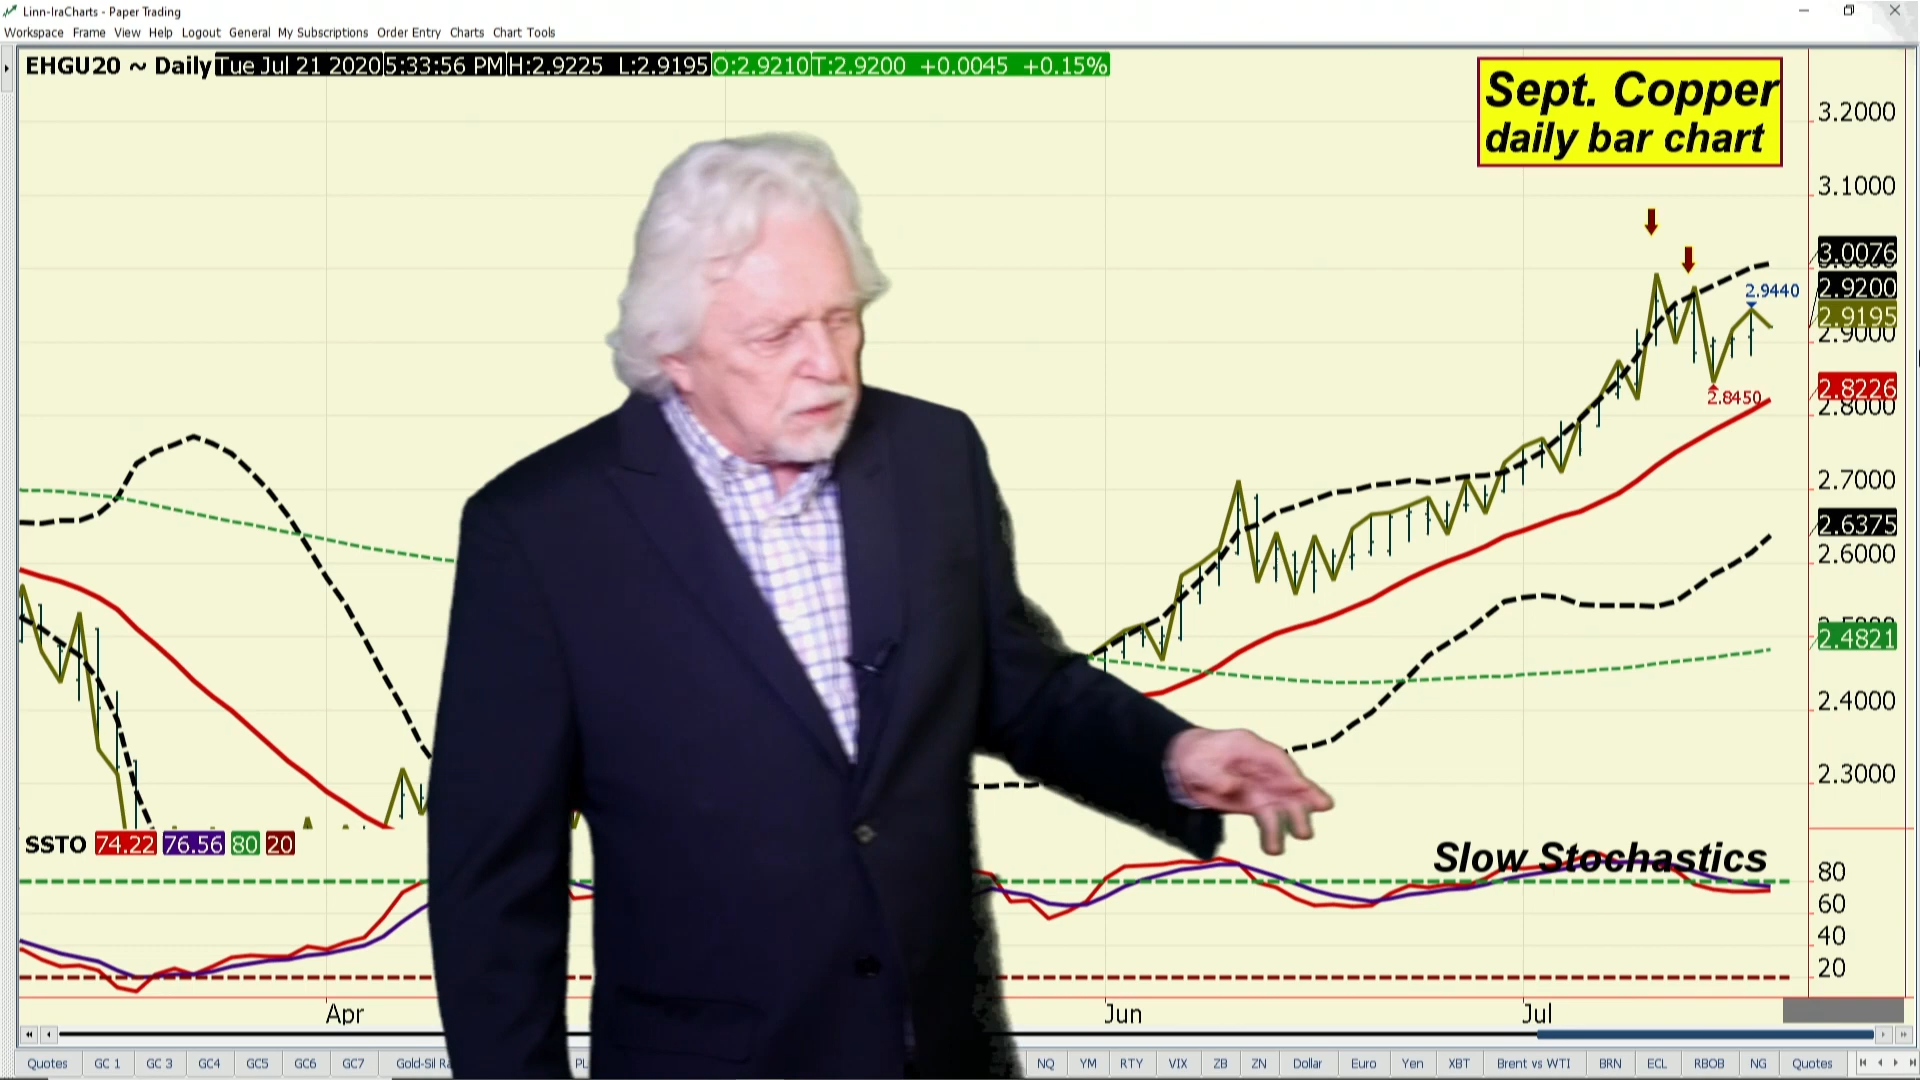 Linn-IraCharts - Paper Trading
Workspace Frame View Help Logout General My Subscriptions Order Entry Charts Chart Tools
EHGU20 ~ Daily Tue Jul 21 2020 5:33:56 PM H:2.9225 L:2.9195 O:2.9210 T:2.9200 +0.0045 +0.15%
Sept. Copper
daily bar chart
3.2000
3.1000
3.0076
2.9440
2.9200
2.9195
2.9000
2.8226
2.8450
2.8000
2.7000
2.6375
2.6000
2.4821
2.4000
2.3000
SSTO 74.22 76.56 80 20
Slow Stochastics
80
60
40
20
Apr Jun Jul
Quotes GC 1 GC 3 GC4 GC5 GC6 GC7 Gold-Sil NQ YM RTY VIX ZB ZN Dollar Euro Yen XBT Brent vs WTI BRN ECL RBOB NG Quotes